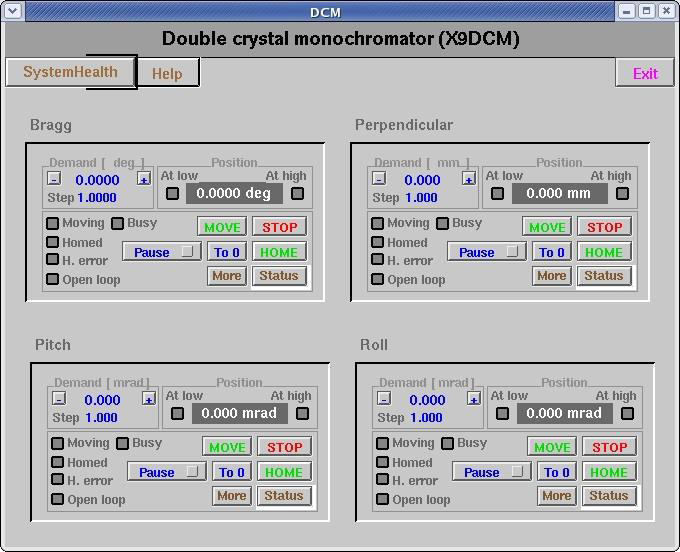 DCM
Double crystal monochromator (X9DCM)
SystemHealth Help Exit
Bragg
Demand [ deg ] Position
At low At high
- 0.0000 + 0.0000 deg
Step 1.0000
Moving Busy MOVE STOP
Homed
Pause To 0 HOME
H. error
More Status
Open loop
Perpendicular
Demand [ mm ] Position
At low At high
- 0.000 + 0.000 mm
Step 1.000
Moving Busy MOVE STOP
Homed
Pause To 0 HOME
H. error
More Status
Open loop
Pitch
Demand [ mrad ] Position
At low At high
- 0.000 + 0.000 mrad
Step 1.000
Moving Busy MOVE STOP
Homed
Pause To 0 HOME
H. error
More Status
Open loop
Roll
Demand [ mrad ] Position
At low At high
- 0.000 + 0.000 mrad
Step 1.000
Moving Busy MOVE STOP
Homed
Pause To 0 HOME
H. error
More Status
Open loop